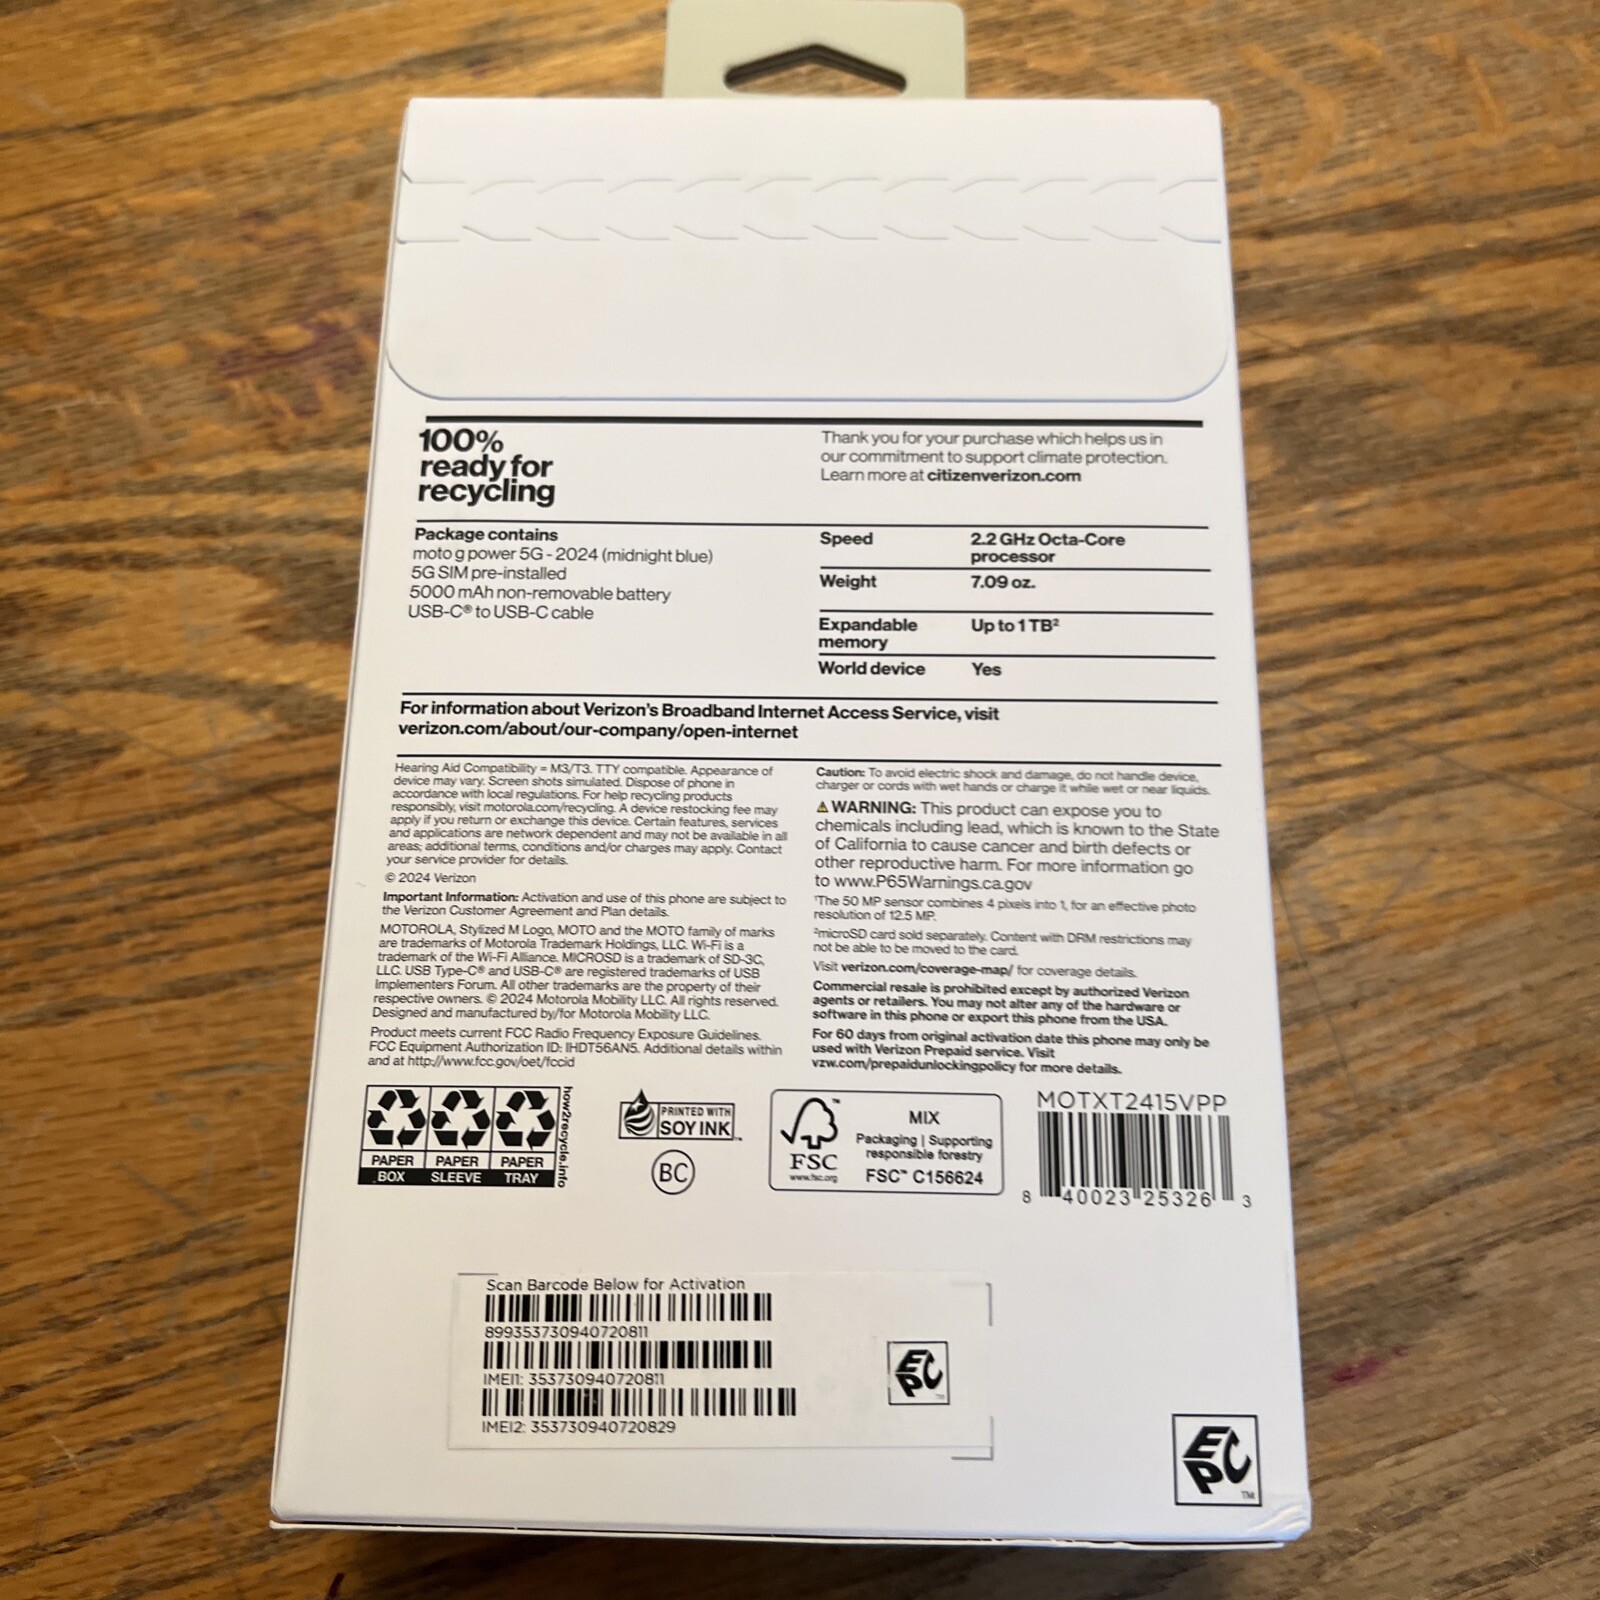 100%
ready for
recycling
Thank you for your purchase which helps us in
our commitment to support climate protection.
Learn more at citizenverizon.com
Package contains
moto g power 5G - 2024 (midnight blue)
5G SIM pre-installed
5000 mAh non-removable battery
USB-C® to USB-C cable
Speed 2.2 GHz Octa-Core
processor
Weight 7.09 oz.
Expandable Up to 1 TB²
memory
World device Yes
For information about Verizon's Broadband Internet Access Service, visit
verizon.com/about/our-company/open-internet
Hearing Aid Compatibility = M3/T3. TTY compatible. Appearance of
device may vary. Screen shots simulated. Dispose of phone in
accordance with local regulations. For help recycling products
responsibly, visit motorola.com/recycling. A device restocking fee may
apply if you return or exchange this device. Certain features, services
and applications are network dependent and may not be available in all
areas; additional terms, conditions and/or charges may apply. Contact
your service provider for details.
© 2024 Verizon
Important Information: Activation and use of this phone are subject to
the Verizon Customer Agreement and Plan details.
MOTOROLA, Stylized M Logo, MOTO and the MOTO family of marks
are trademarks of Motorola Trademark Holdings, LLC. Wi-Fi is a
trademark of the Wi-Fi Alliance. MICROSD is a trademark of SD-3C,
LLC. USB Type-C® and USB-C® are registered trademarks of USB
Implementers Forum. All other trademarks are the property of their
respective owners. © 2024 Motorola Mobility LLC. All rights reserved.
Designed and manufactured by/for Motorola Mobility LLC.
Product meets current FCC Radio Frequency Exposure Guidelines.
FCC Equipment Authorization ID: IHDT56AN5. Additional details within
and at http://www.fcc.gov/oet/fccid
Caution: To avoid electric shock and damage, do not handle device,
charger or cords with wet hands or charge it while wet or near liquids.
⚠ WARNING: This product can expose you to
chemicals including lead, which is known to the State
of California to cause cancer and birth defects or
other reproductive harm. For more information go
to www.P65Warnings.ca.gov
¹The 50 MP sensor combines 4 pixels into 1, for an effective photo
resolution of 12.5 MP.
²microSD card sold separately. Content with DRM restrictions may
not be able to be moved to the card.
Visit verizon.com/coverage-map/ for coverage details.
Commercial resale is prohibited except by authorized Verizon
agents or retailers. You may not alter any of the hardware or
software in this phone or export this phone from the USA.
For 60 days from original activation date this phone may only be
used with Verizon Prepaid service. Visit
vzw.com/prepaidunlockingpolicy for more details.
PAPER PAPER PAPER
BOX SLEEVE TRAY
how2recycle.info
PRINTED WITH
SOY INK™
BC
FSC
www.fsc.org
MIX
Packaging | Supporting
responsible forestry
FSC™ C156624
MOTXT2415VPP
8 40023 25326 3
Scan Barcode Below for Activation
899353730940720811
IMEI1: 353730940720811
IMEI2: 353730940720829
EPC™
EPC™